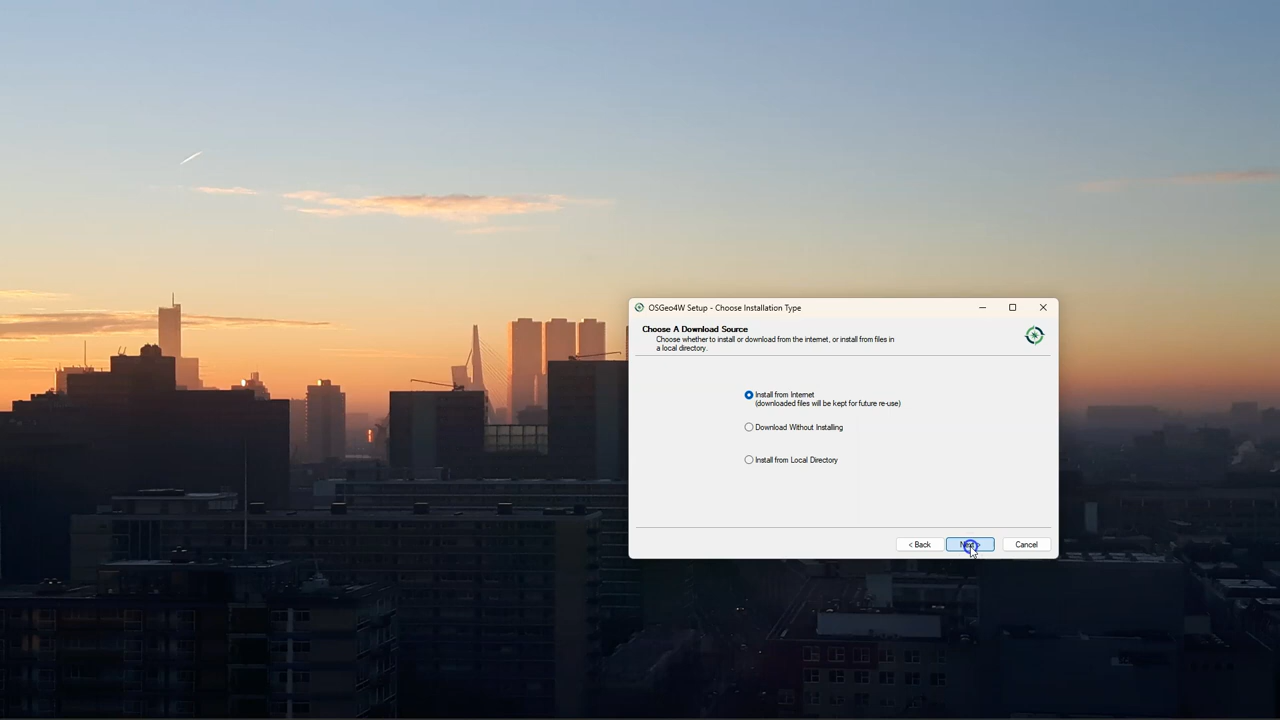 OSGeo4W Setup - Choose Installation Type
Choose A Download Source
Choose whether to install or download from the internet, or install from files in
a local directory.
Install from Internet
(downloaded files will be kept for future re-use)
Download Without Installing
Install from Local Directory
< Back
Cancel